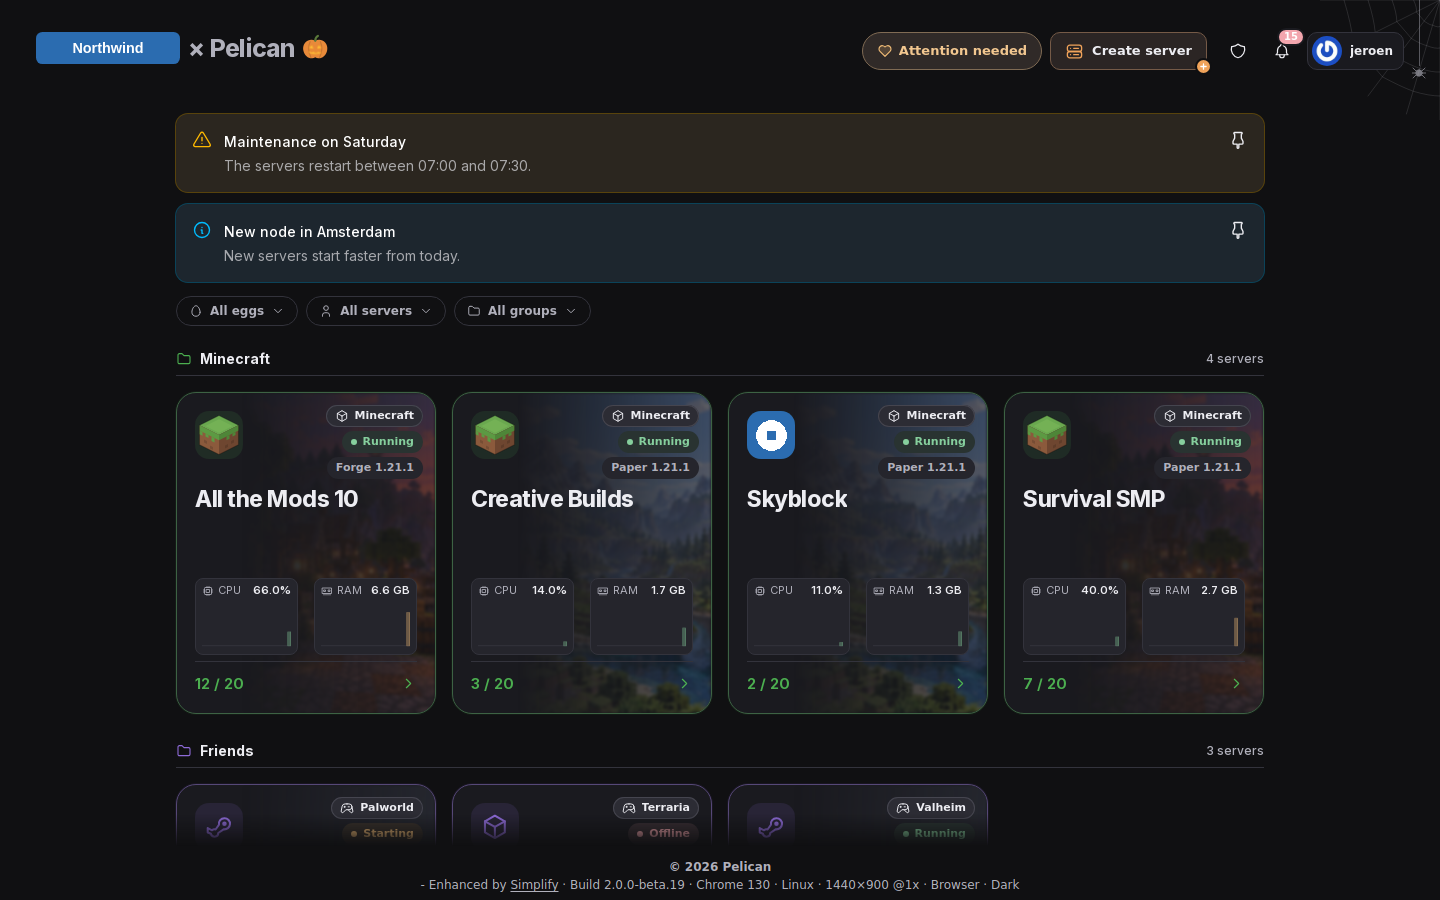 Northwind × Pelican 🎃
Attention needed
Create server
15
jeroen
Maintenance on Saturday
The servers restart between 07:00 and 07:30.
New node in Amsterdam
New servers start faster from today.
All eggs
All servers
All groups
Minecraft
4 servers
Minecraft
Running
Forge 1.21.1
All the Mods 10
CPU 66.0%
RAM 6.6 GB
12 / 20
Minecraft
Running
Paper 1.21.1
Creative Builds
CPU 14.0%
RAM 1.7 GB
3 / 20
Minecraft
Running
Paper 1.21.1
Skyblock
CPU 11.0%
RAM 1.3 GB
2 / 20
Minecraft
Running
Paper 1.21.1
Survival SMP
CPU 40.0%
RAM 2.7 GB
7 / 20
Friends
3 servers
Palworld
Starting
Terraria
Offline
Valheim
Running
© 2026 Pelican
- Enhanced by Simplify · Build 2.0.0-beta.19 · Chrome 130 · Linux · 1440×900 @1x · Browser · Dark